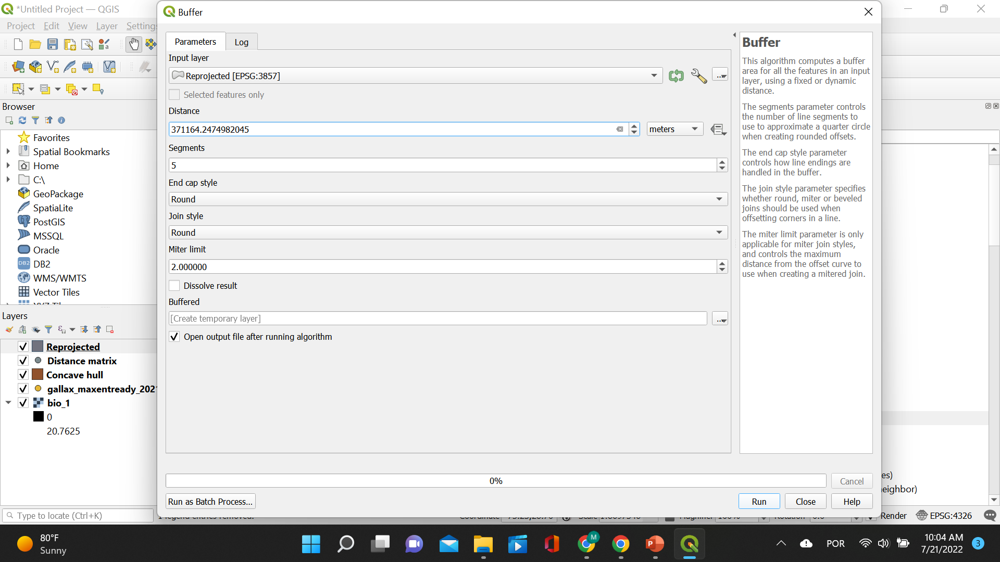 *Untitled Project — QGIS
Project Edit View Layer Settings
Browser
Favorites
Spatial Bookmarks
Home
C:\
GeoPackage
SpatiaLite
PostGIS
MSSQL
Oracle
DB2
WMS/WMTS
Vector Tiles
Layers
Reprojected
Distance matrix
Concave hull
gallax_maxentready_202
bio_1
0
20.7625
Type to locate (Ctrl+K)
Buffer
Parameters
Log
Input layer
Reprojected [EPSG:3857]
Selected features only
Distance
371164.2474982045
meters
Segments
5
End cap style
Round
Join style
Round
Miter limit
2.000000
Dissolve result
Buffered
[Create temporary layer]
Open output file after running algorithm
Buffer
This algorithm computes a buffer
area for all the features in an input
layer, using a fixed or dynamic
distance.
The segments parameter controls
the number of line segments to
use to approximate a quarter circle
when creating rounded offsets.
The end cap style parameter
controls how line endings are
handled in the buffer.
The join style parameter specifies
whether round, miter or beveled
joins should be used when
offsetting corners in a line.
The miter limit parameter is only
applicable for miter join styles,
and controls the maximum
distance from the offset curve to
use when creating a mitered join.
0%
Cancel
Run as Batch Process...
Run
Close
Help
es)
eighbor)
1 legend entries removed.
Render
EPSG:4326
80°F
Sunny
M
POR
10:04 AM
7/21/2022
3